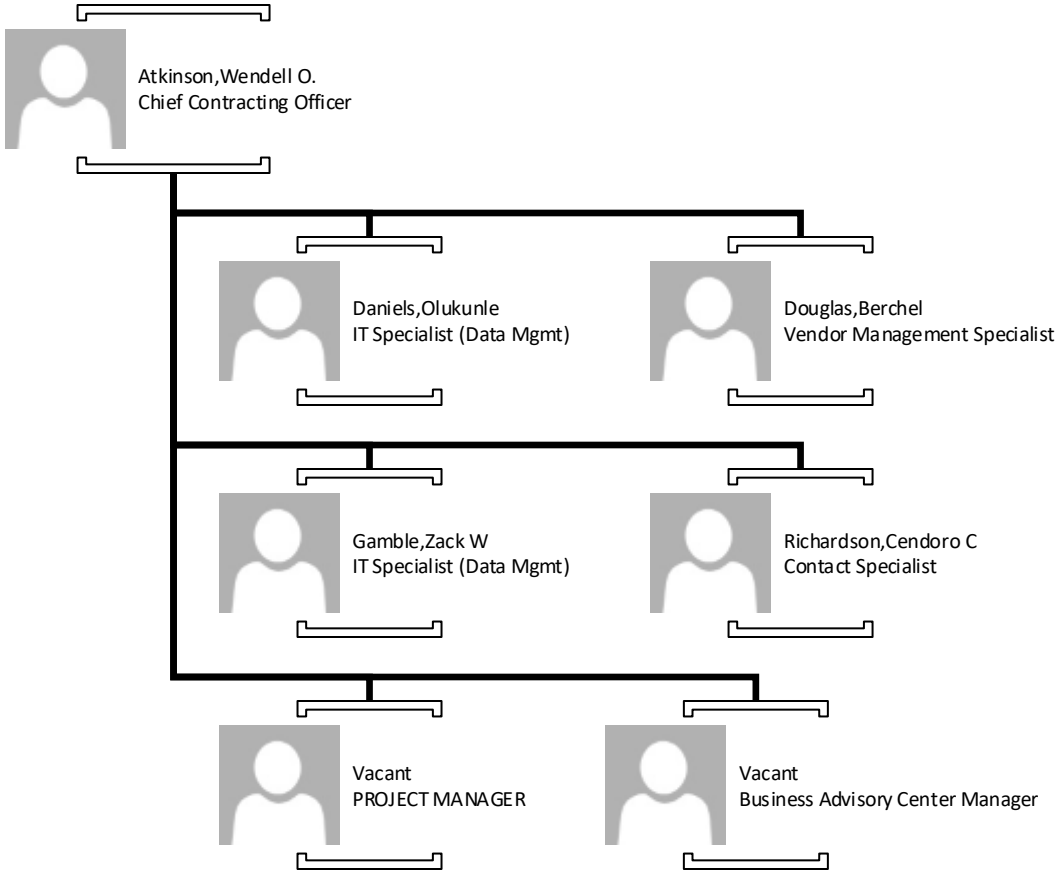 Atkinson,Wendell O.
Chief Contracting Officer
Daniels,Olukunle
IT Specialist (Data Mgmt)
Douglas,Berchel
Vendor Management Specialist
Gamble,Zack W
IT Specialist (Data Mgmt)
Richardson,Cendoro C
Contact Specialist
Vacant
PROJECT MANAGER
Vacant
Business Advisory Center Manager